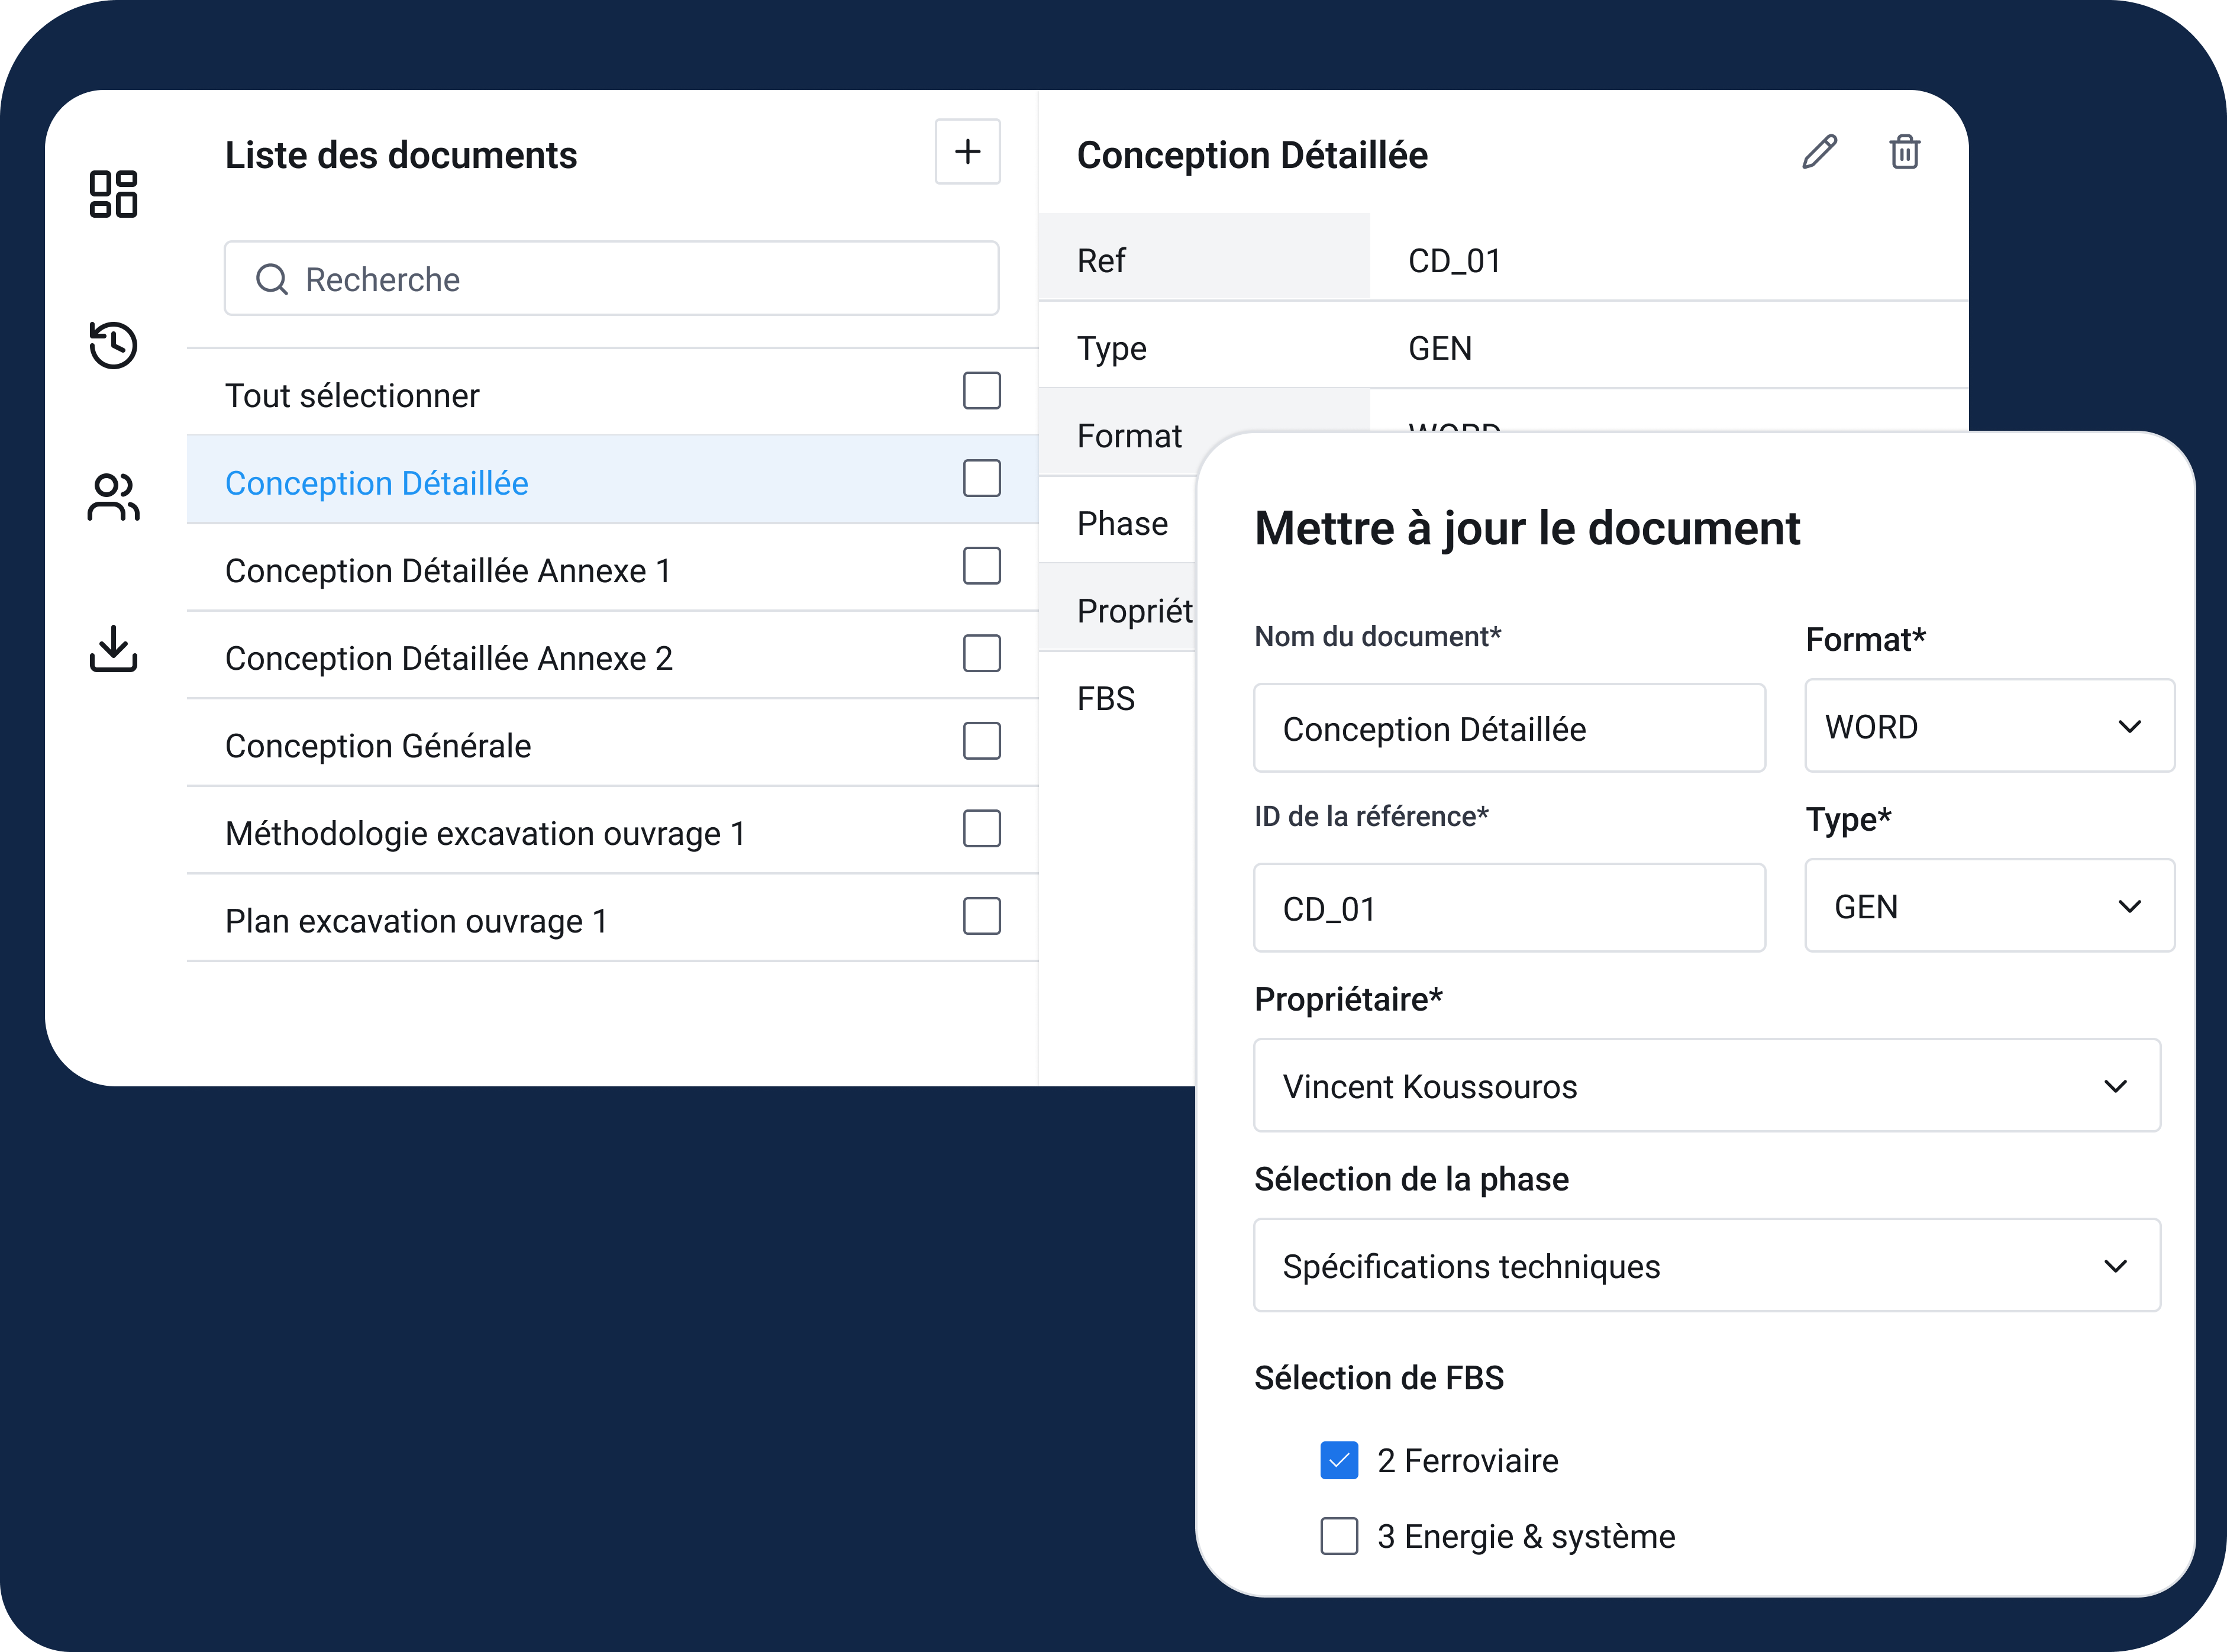 Liste des documents
Recherche
Tout sélectionner
Conception Détaillée
Conception Détaillée Annexe 1
Conception Détaillée Annexe 2
Conception Générale
Méthodologie excavation ouvrage 1
Plan excavation ouvrage 1
Conception Détaillée
Ref CD_01
Type GEN
Format WORD
Phase
Propriét
FBS
Mettre à jour le document
Nom du document* Format*
Conception Détaillée WORD
ID de la référence* Type*
CD_01 GEN
Propriétaire*
Vincent Koussouros
Sélection de la phase
Spécifications techniques
Sélection de FBS
2 Ferroviaire
3 Energie & système